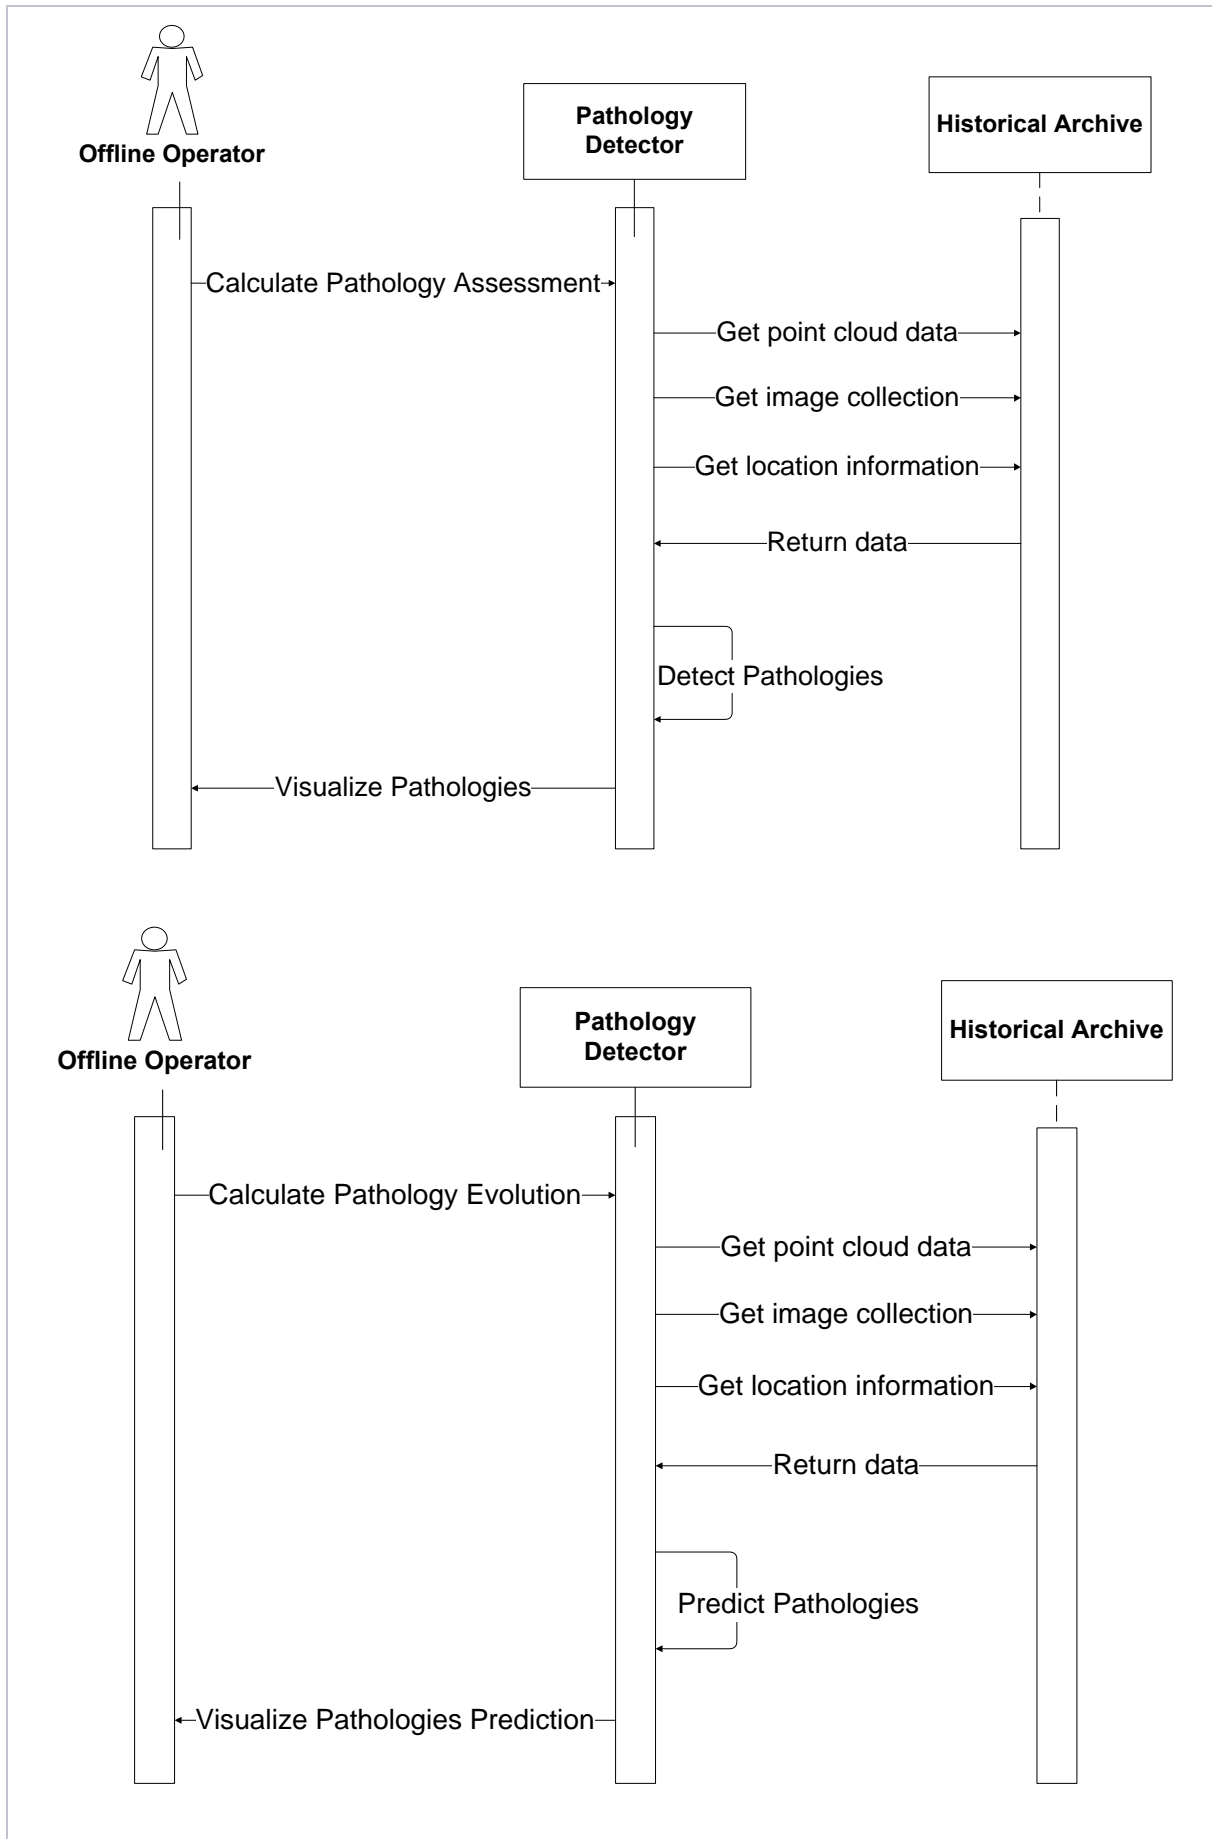 Offline Operator
Pathology
Detector
Historical Archive
Calculate Pathology Assessment
Get point cloud data
Get image collection
Get location information
Return data
Detect Pathologies
Visualize Pathologies
Offline Operator
Pathology
Detector
Historical Archive
Calculate Pathology Evolution
Get point cloud data
Get image collection
Get location information
Return data
Predict Pathologies
Visualize Pathologies Prediction